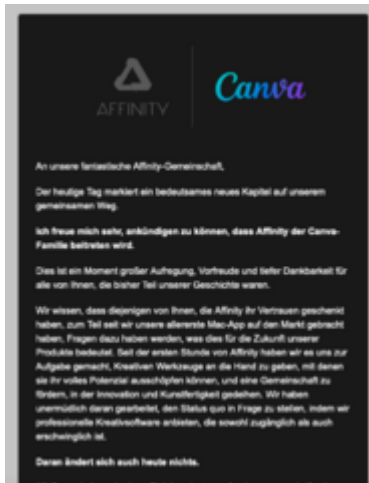 AFFINITY
Canva
An unsere fantastische Affinity-Gemeinschaft,
Der heutige Tag markiert ein bedeutsames neues Kapitel auf unserem
gemeinsamen Weg.
Ich freue mich sehr, ankündigen zu können, dass Affinity der Canva-
Familie beitreten wird.
Dies ist ein Moment großer Aufregung, Vorfreude und tiefer Dankbarkeit für
alle von Ihnen, die bisher Teil unserer Geschichte waren.
Wir wissen, dass diejenigen von Ihnen, die Affinity ihr Vertrauen geschenkt
haben, zum Teil seit wir unsere allererste Mac-App auf den Markt gebracht
haben, Fragen dazu haben werden, was dies für die Zukunft unserer
Produkte bedeutet. Seit der ersten Stunde von Affinity haben wir es uns zur
Aufgabe gemacht, Kreativen Werkzeuge an die Hand zu geben, mit denen
sie ihr volles Potenzial ausschöpfen können, und eine Gemeinschaft zu
fördern, in der Innovation und Kunstfertigkeit gedeihen. Wir haben
unermüdlich daran gearbeitet, den Status quo in Frage zu stellen, indem wir
professionelle Kreativsoftware anbieten, die sowohl zugänglich als auch
erschwinglich ist.
Daran ändert sich auch heute nichts.